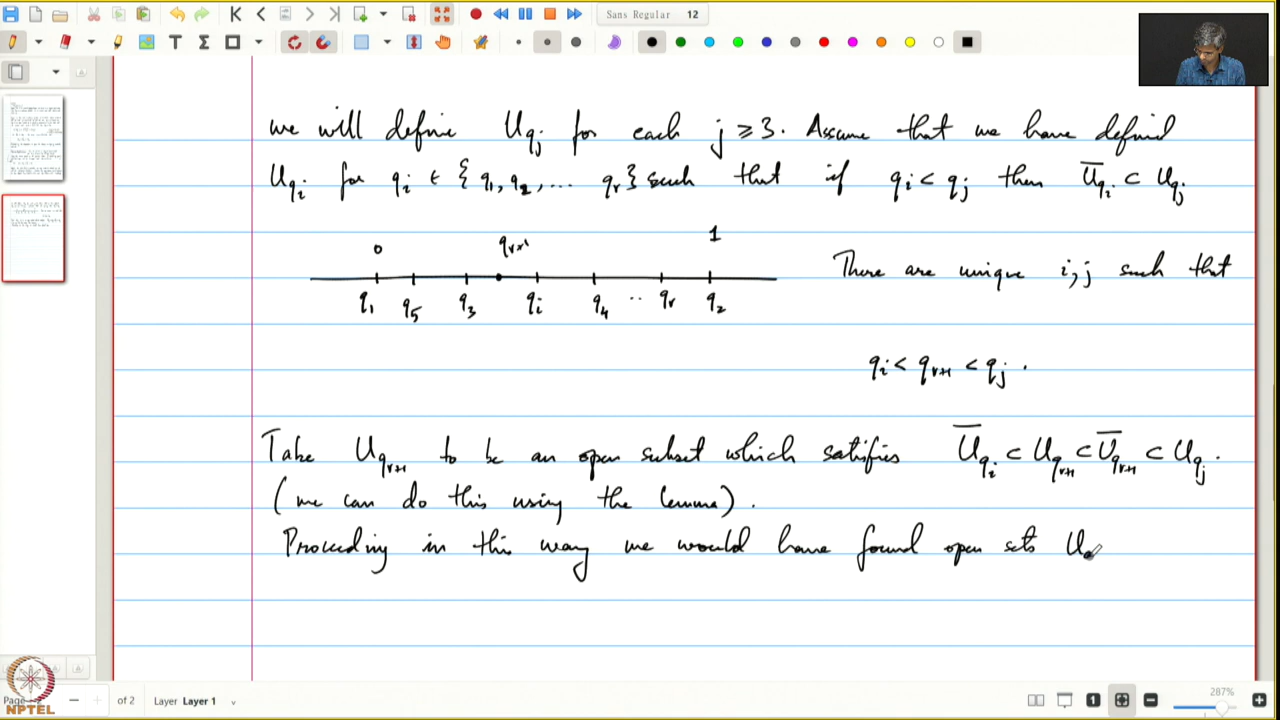 Sans Regular 12
we will define U_{q_j} for each j ≥ 3. Assume that we have defined
U_{q_i} for q_i ∈ {q_1, q_2, ... q_r} such that if q_i < q_j then \overline{U}_{q_i} ⊂ U_{q_j}
0 q_{r+1} 1
q_1 q_5 q_3 q_i q_4 .. q_r q_2
There are unique i, j such that
q_i < q_{r+1} < q_j .
Take U_{q_{r+1}} to be an open subset which satisfies \overline{U}_{q_i} ⊂ U_{q_{r+1}} ⊂ \overline{U}_{q_{r+1}} ⊂ U_{q_j} .
(we can do this using the lemma) .
Proceeding in this way we would have found open sets U
Page
of 2
Layer Layer 1
287%
NPTEL